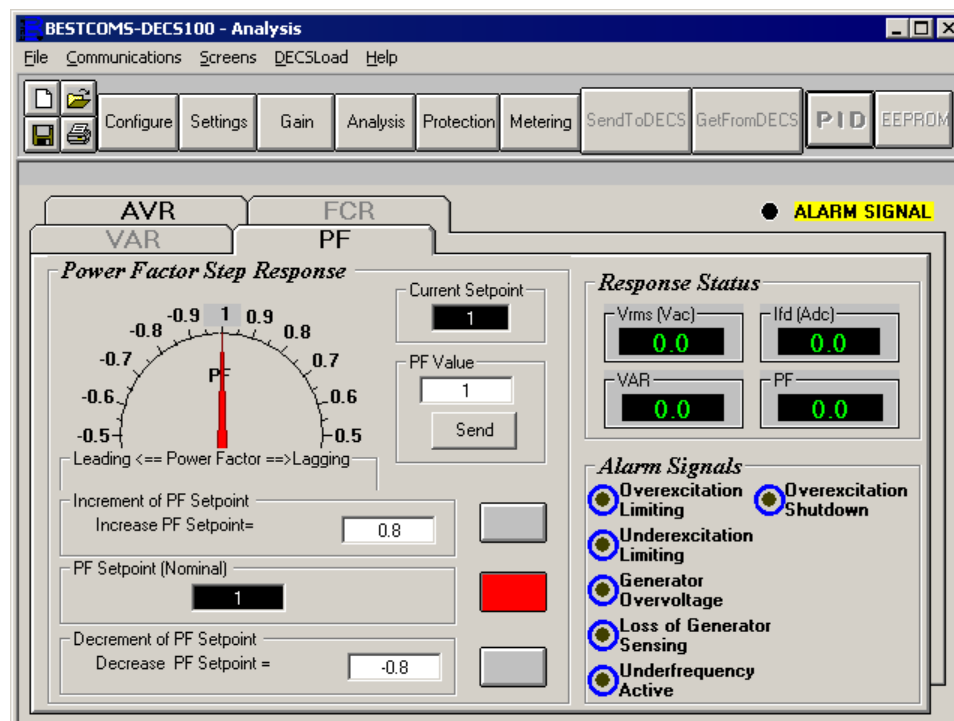 BESTCOMS-DECS100 - Analysis
File Communications Screens DECSLoad Help
Configure Settings Gain Analysis Protection Metering SendToDECS GetFromDECS PID EEPROM
AVR FCR
ALARM SIGNAL
VAR PF
Power Factor Step Response
-0.5 -0.6 -0.7 -0.8 -0.9 1 0.9 0.8 0.7 0.6 0.5
PF
Leading <== Power Factor ==>Lagging
Current Setpoint
1
PF Value
1
Send
Increment of PF Setpoint
Increase PF Setpoint= 0.8
PF Setpoint (Nominal)
1
Decrement of PF Setpoint
Decrease PF Setpoint = -0.8
Response Status
Vrms (Vac) Ifd (Adc)
0.0 0.0
VAR PF
0.0 0.0
Alarm Signals
Overexcitation
Limiting
Overexcitation
Shutdown
Underexcitation
Limiting
Generator
Overvoltage
Loss of Generator
Sensing
Underfrequency
Active